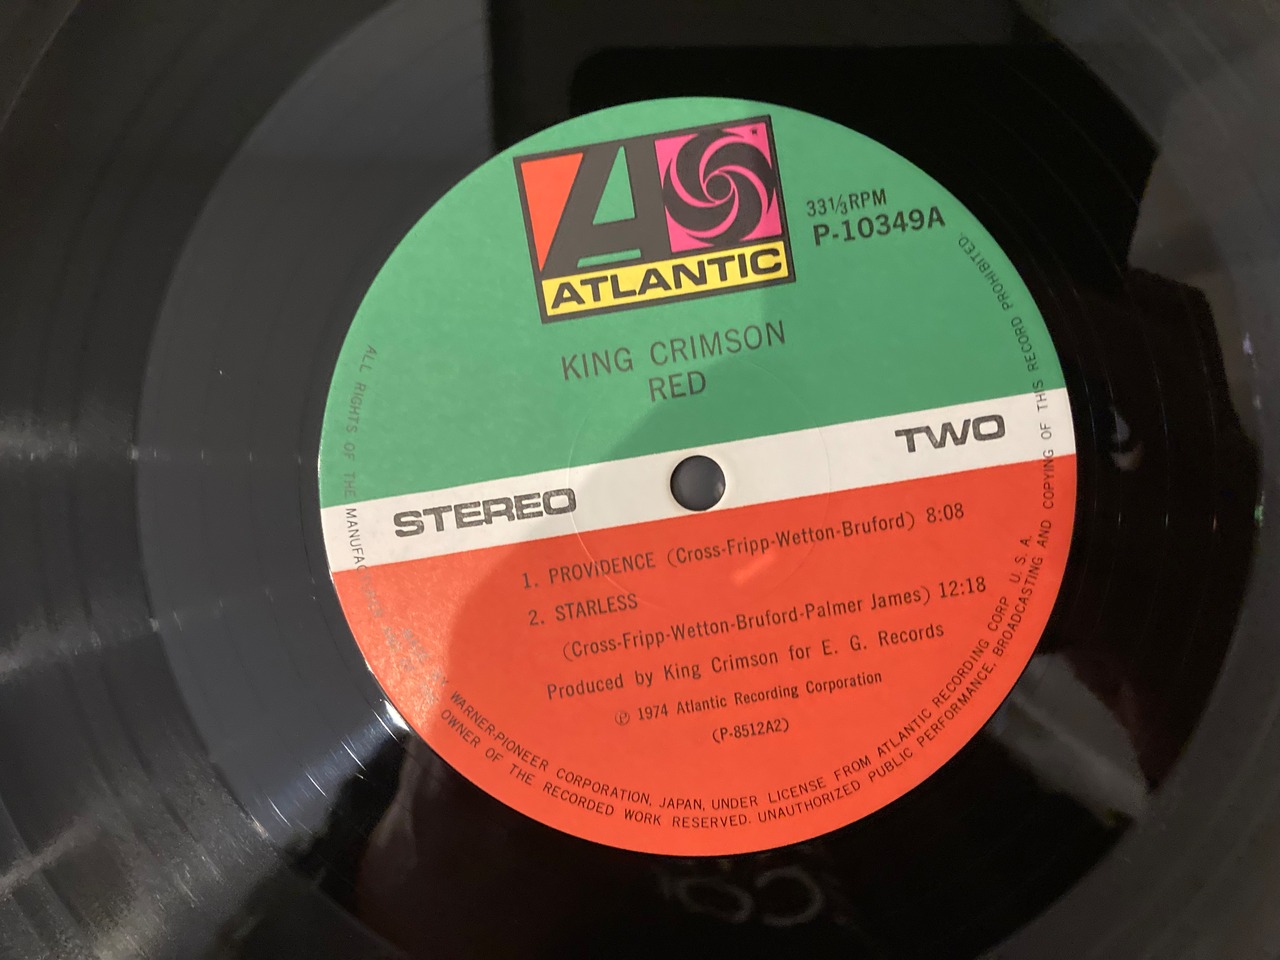 ATLANTIC
33⅓RPM
P-10349A
KING CRIMSON
RED
STEREO
TWO
1. PROVIDENCE (Cross-Fripp-Wetton-Bruford) 8:08
2. STARLESS
(Cross-Fripp-Wetton-Bruford-Palmer James) 12:18
Produced by King Crimson for E. G. Records
Ⓟ 1974 Atlantic Recording Corporation
(P-8512A2)
WARNER-PIONEER CORPORATION, JAPAN, UNDER LICENSE FROM ATLANTIC RECORDING CORP. U. S. A.
ALL RIGHTS OF THE
OWNER OF THE RECORDED WORK RESERVED. UNAUTHORIZED PUBLIC PERFORMANCE, BROADCASTING AND COPYING OF THIS RECORD PROHIBITED.